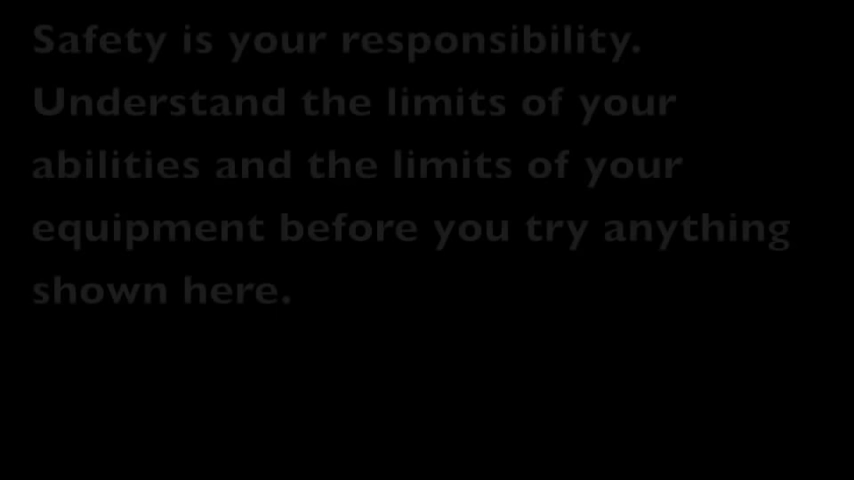 Safety is your responsibility.
Understand the limits of your
abilities and the limits of your
equipment before you try anything
shown here.